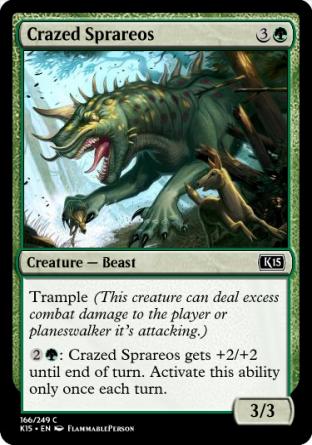 Crazed Sprareos 3
K15
Creature — Beast
Trample (This creature can deal excess
combat damage to the player or
planeswalker it's attacking.)
2 : Crazed Sprareos gets +2/+2
until end of turn. Activate this ability
only once each turn.
166/249 C
K15 • EN FlammablePerson
3/3